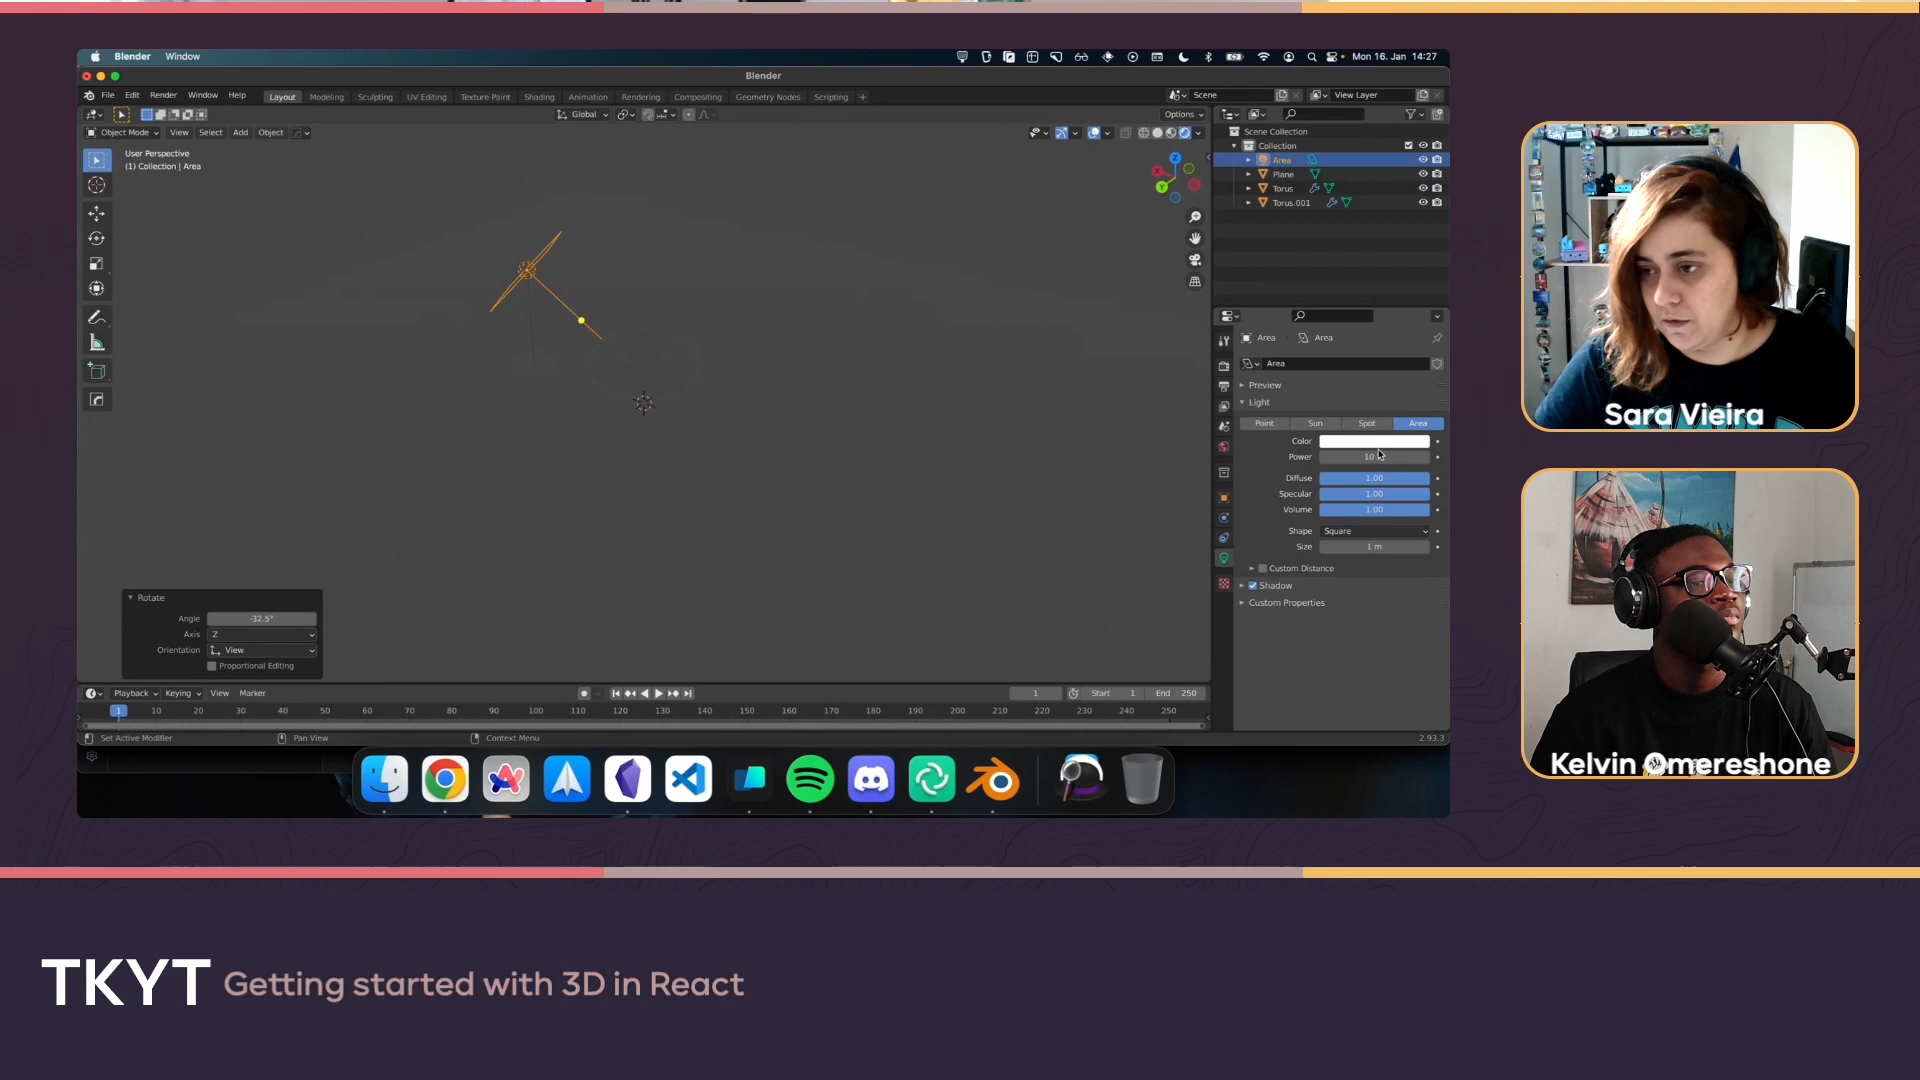 Blender Window Mon 16. Jan 14:27
Blender
File Edit Render Window Help Layout Modeling Sculpting UV Editing Texture Paint Shading Animation Rendering Compositing Geometry Nodes Scripting + Scene View Layer
Global Options
Object Mode View Select Add Object
User Perspective
(1) Collection | Area
X
Y
Z
Scene Collection
Collection
Area
Plane
Torus
Torus.001
Area Area
Area
Preview
Light
Point Sun Spot Area
Color
Power 10
Diffuse 1.00
Specular 1.00
Volume 1.00
Shape Square
Size 1 m
Custom Distance
Shadow
Custom Properties
Rotate
Angle -32.5°
Axis Z
Orientation View
Proportional Editing
Playback Keying View Marker 1 Start 1 End 250
1 10 20 30 40 50 60 70 80 90 100 110 120 130 140 150 160 170 180 190 200 210 220 230 240 250
Set Active Modifier Pan View Context Menu 2.93.3
Sara Vieira
Kelvin Omereshone
TKYT Getting started with 3D in React